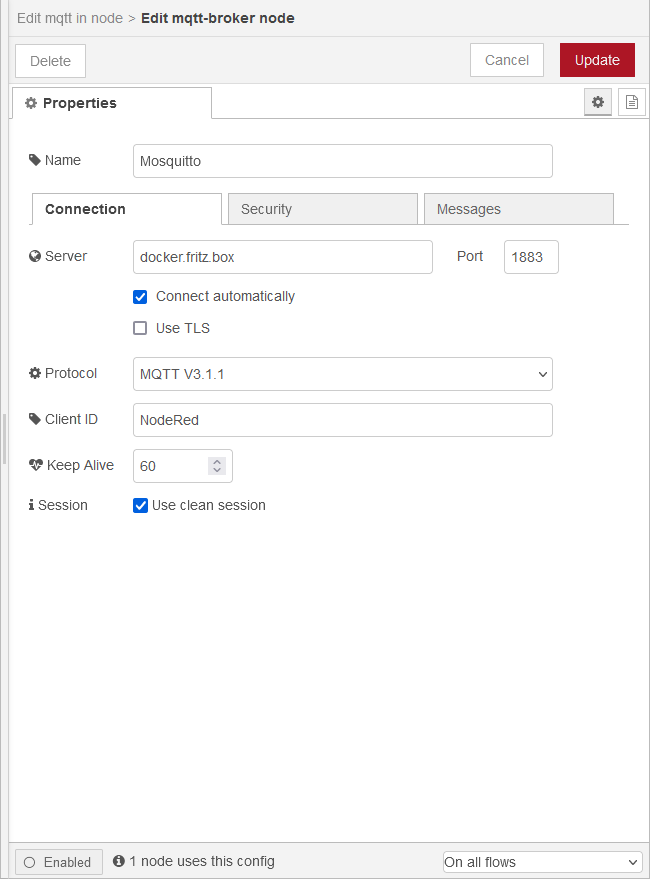 Edit mqtt in node > Edit mqtt-broker node
Delete
Cancel
Update
Properties
Name
Mosquitto
Connection
Security
Messages
Server
docker.fritz.box
Port
1883
Connect automatically
Use TLS
Protocol
MQTT V3.1.1
Client ID
NodeRed
Keep Alive
60
Session
Use clean session
Enabled
1 node uses this config
On all flows